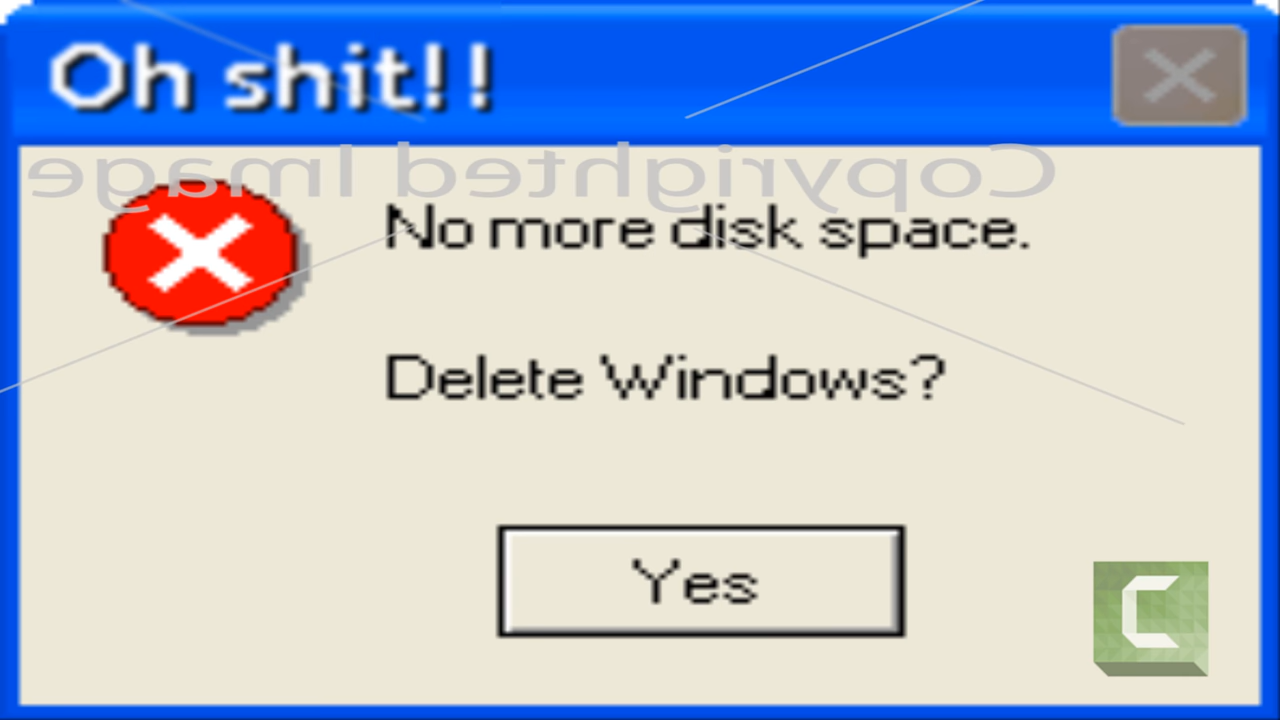 Oh shit!!
Copyrighted Image
No more disk space.
Delete Windows?
Yes
C